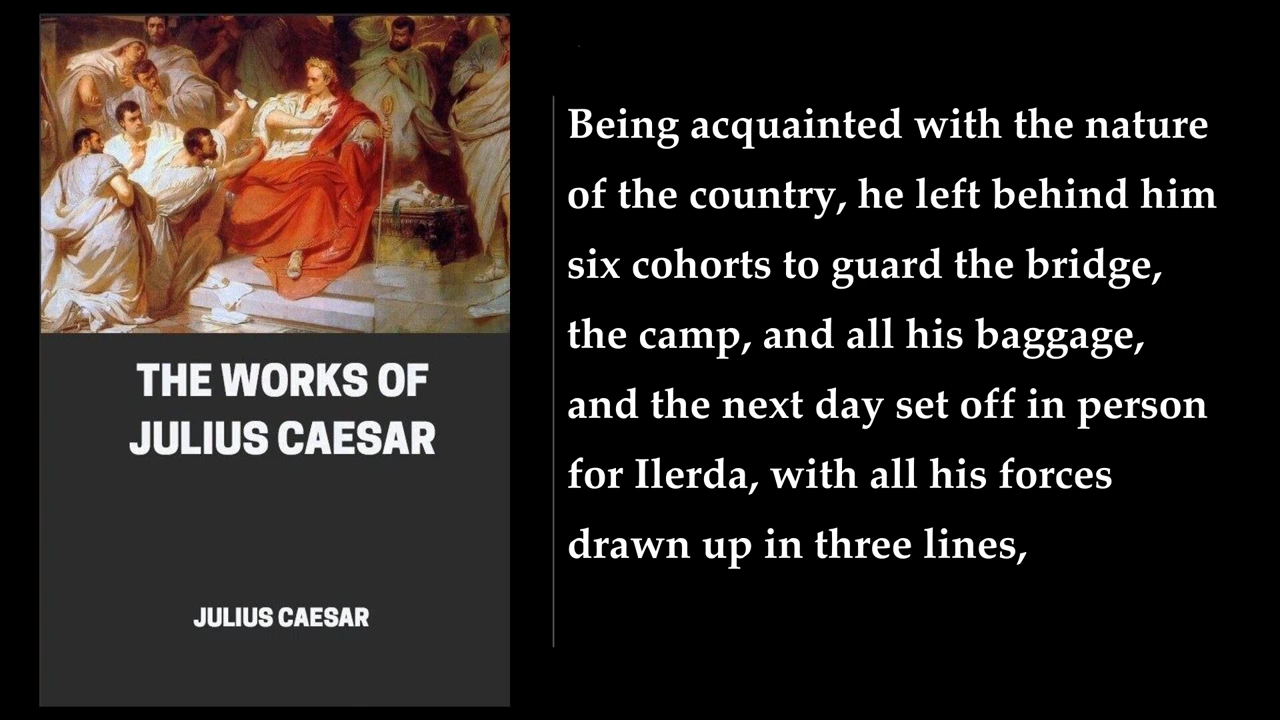 THE WORKS OF
JULIUS CAESAR
JULIUS CAESAR
Being acquainted with the nature
of the country, he left behind him
six cohorts to guard the bridge,
the camp, and all his baggage,
and the next day set off in person
for Ilerda, with all his forces
drawn up in three lines,